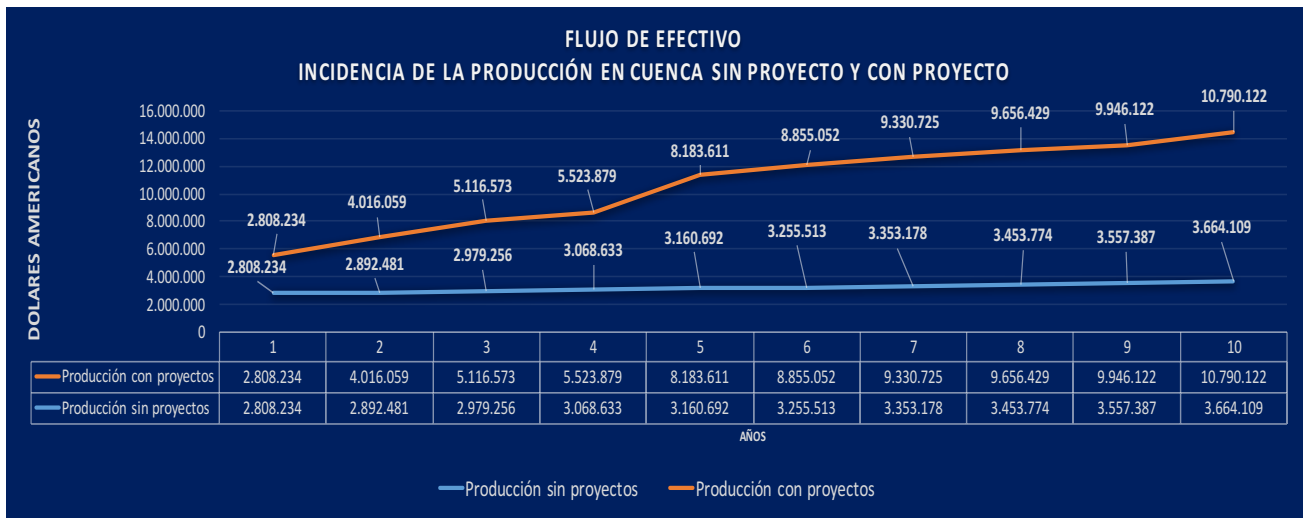 FLUJO DE EFECTIVO
INCIDENCIA DE LA PRODUCCIÓN EN CUENCA SIN PROYECTO Y CON PROYECTO
DOLARES AMERICANOS
16.000.000
14.000.000
12.000.000
10.000.000
8.000.000
6.000.000
4.000.000
2.000.000
0
2.808.234 4.016.059 5.116.573 5.523.879 8.183.611 8.855.052 9.330.725 9.656.429 9.946.122 10.790.122
2.808.234 2.892.481 2.979.256 3.068.633 3.160.692 3.255.513 3.353.178 3.453.774 3.557.387 3.664.109
1 2 3 4 5 6 7 8 9 10
Producción con proyectos 2.808.234 4.016.059 5.116.573 5.523.879 8.183.611 8.855.052 9.330.725 9.656.429 9.946.122 10.790.122
Producción sin proyectos 2.808.234 2.892.481 2.979.256 3.068.633 3.160.692 3.255.513 3.353.178 3.453.774 3.557.387 3.664.109
AÑOS
Producción sin proyectos Producción con proyectos